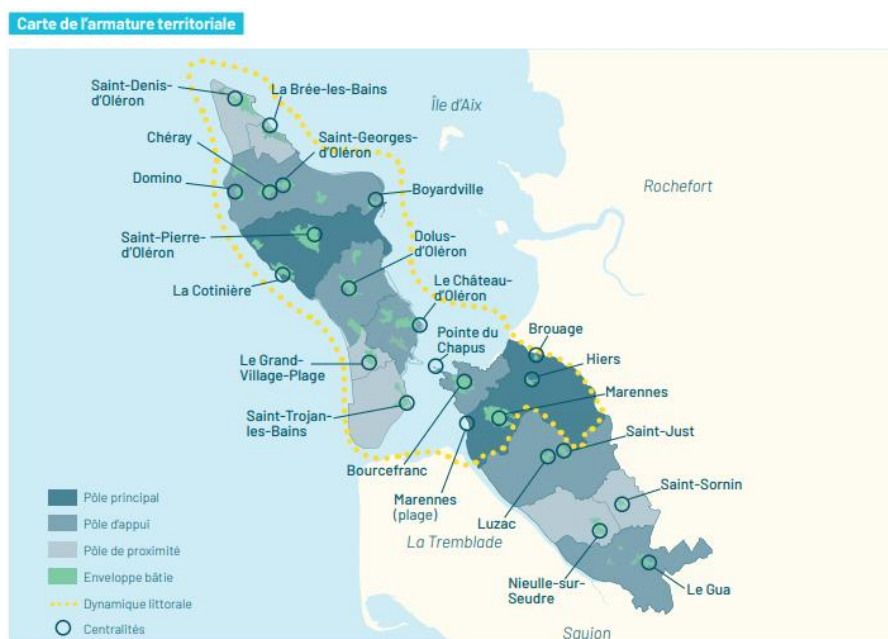 Carte de l'armature territoriale
Saint-Denis-
d'Oléron
La Brée-les-Bains
Île d'Aix
Chéray
Saint-Georges-
d'Oléron
Domino
Boyardville
Rochefort
Saint-Pierre-
d'Oléron
Dolus-
d'Oléron
La Cotinière
Le Château-
d'Oléron
Pointe du
Chapus
Brouage
Hiers
Le Grand-
Village-Plage
Marennes
Saint-Trojan-
les-Bains
Saint-Just
Bourcefranc
Marennes
(plage)
Luzac
Saint-Sornin
La Tremblade
Nieulle-sur-
Seudre
Le Gua
Saujon
Pôle principal
Pôle d'appui
Pôle de proximité
Enveloppe bâtie
Dynamique littorale
Centralités